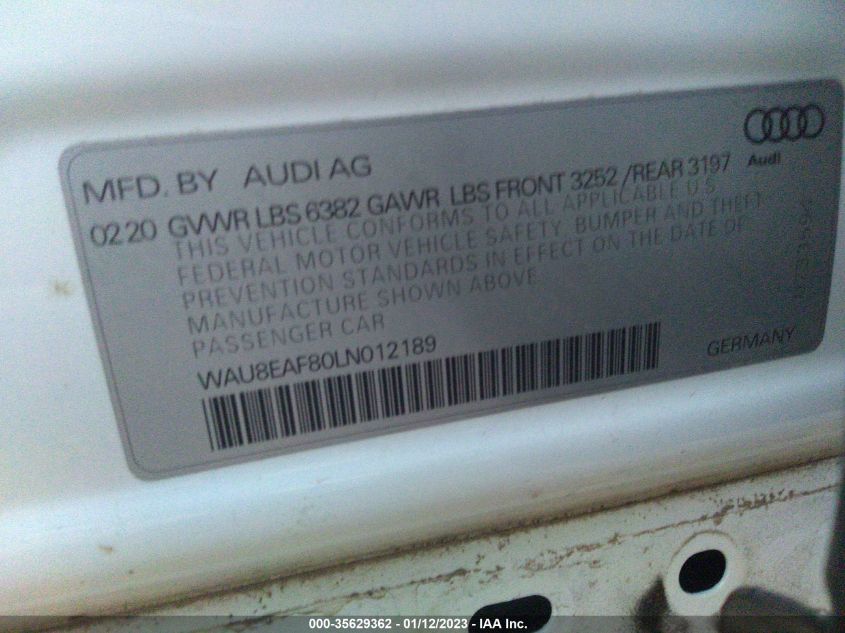 MFD. BY AUDI AG
Audi
02 20 GVWR LBS 6382 GAWR LBS FRONT 3252 /REAR 3197
THIS VEHICLE CONFORMS TO ALL APPLICABLE U.S
FEDERAL MOTOR VEHICLE SAFETY, BUMPER AND THEFT
PREVENTION STANDARDS IN EFFECT ON THE DATE OF
MANUFACTURE SHOWN ABOVE
PASSENGER CAR
WAU8EAF80LN012189
GERMANY
000-35629362 - 01/12/2023 - IAA Inc.